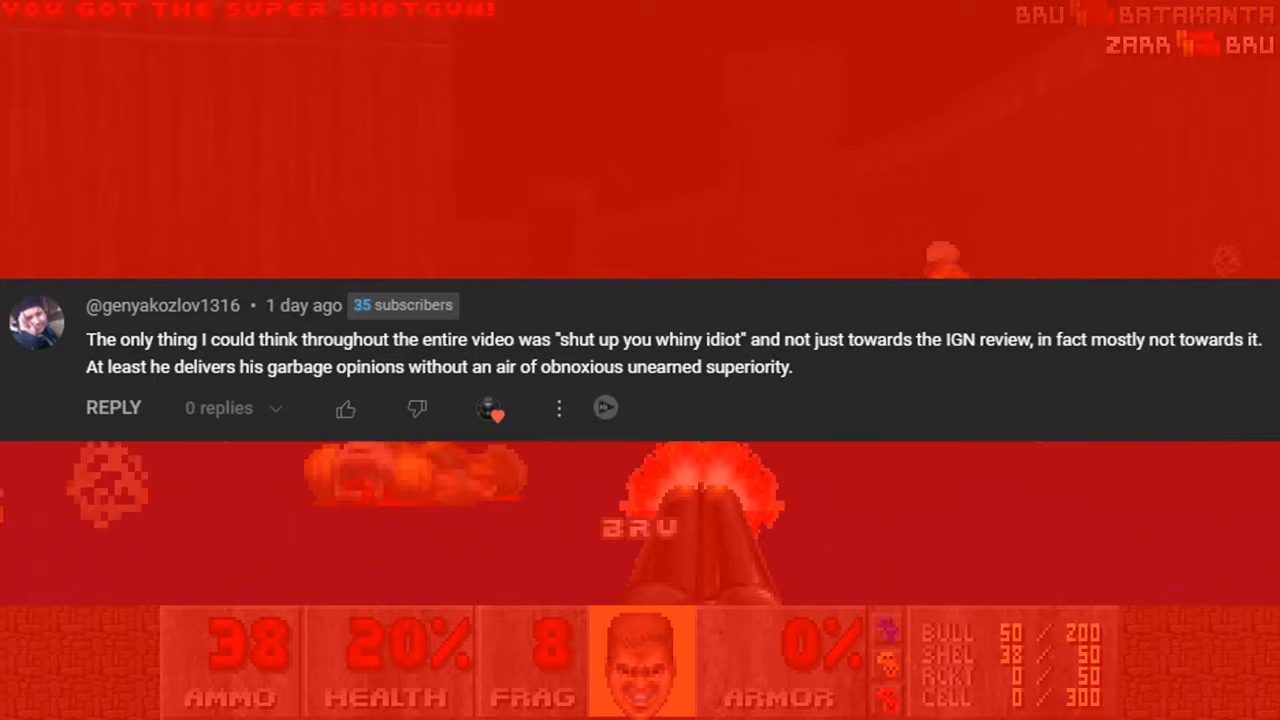 YOU GOT THE SUPER SHOTGUN!
BRU BATAKANTA
ZARR BRU
@genyakozlov1316 • 1 day ago 35 subscribers
The only thing I could think throughout the entire video was "shut up you whiny idiot" and not just towards the IGN review, in fact mostly not towards it.
At least he delivers his garbage opinions without an air of obnoxious unearned superiority.
REPLY 0 replies
BRU
38 20% 8 0%
AMMO HEALTH FRAG ARMOR
BULL 50 / 200
SHEL 38 / 50
RCKT 0 / 50
CELL 0 / 300